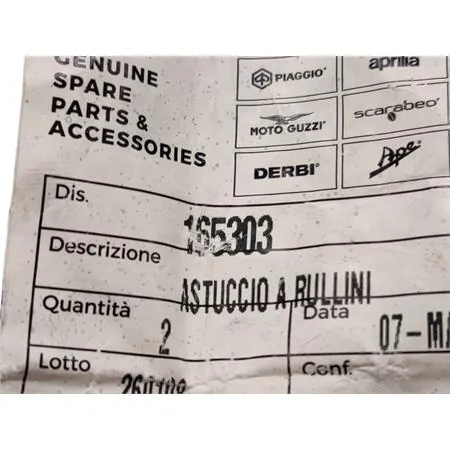 GENUINE
SPARE
PARTS &
ACCESSORIES
PIAGGIO
aprilia
MOTO GUZZI
scarabeo
DERBI
Ape
Dis.
165303
Descrizione
ASTUCCIO A RULLINI
Quantità
2
Data
07-MA
Lotto
Conf.